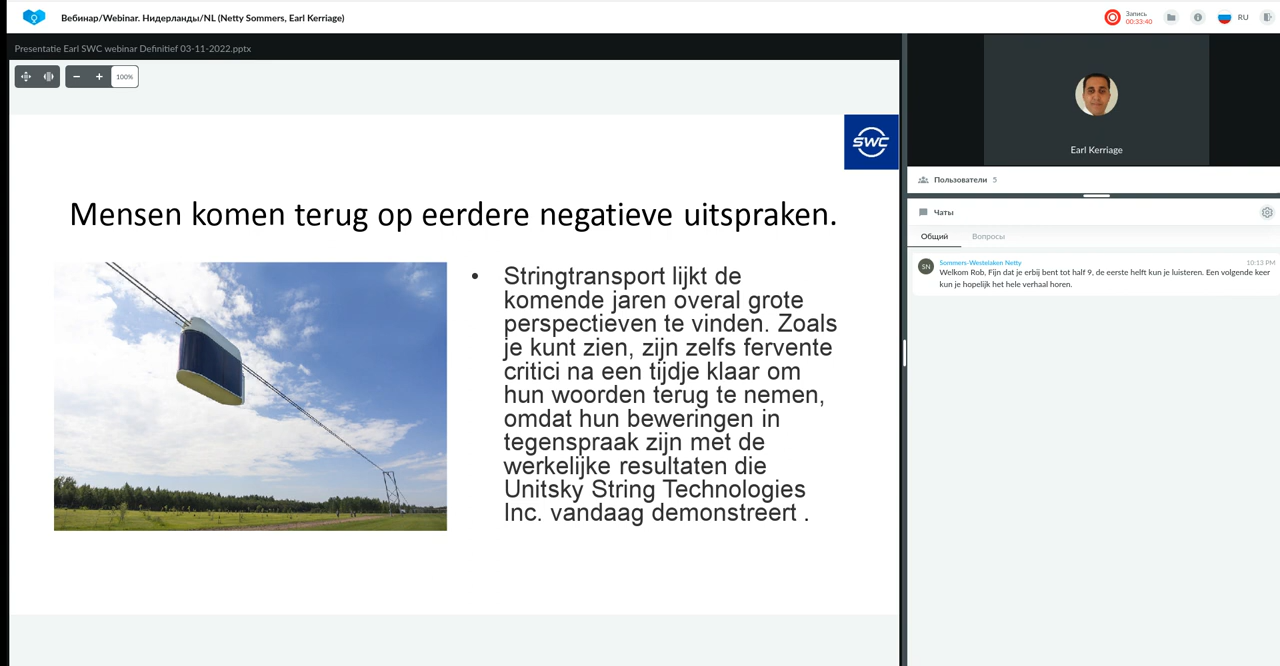 Вебинар/Webinar. Нидерланды/NL (Netty Sommers, Earl Kerriage)
Запись
00:33:40
RU
Presentatie Earl SWC webinar Definitief 03-11-2022.pptx
100%
SWC
Mensen komen terug op eerdere negatieve uitspraken.
• Stringtransport lijkt de
komende jaren overal grote
perspectieven te vinden. Zoals
je kunt zien, zijn zelfs fervente
critici na een tijdje klaar om
hun woorden terug te nemen,
omdat hun beweringen in
tegenspraak zijn met de
werkelijke resultaten die
Unitsky String Technologies
Inc. vandaag demonstreert .
Earl Kerriage
Пользователи 5
Чаты
Общий Вопросы
SN
Sommers-Westelaken Netty 10:13 PM
Welkom Rob, Fijn dat je erbij bent tot half 9, de eerste helft kun je luisteren. Een volgende keer
kun je hopelijk het hele verhaal horen.